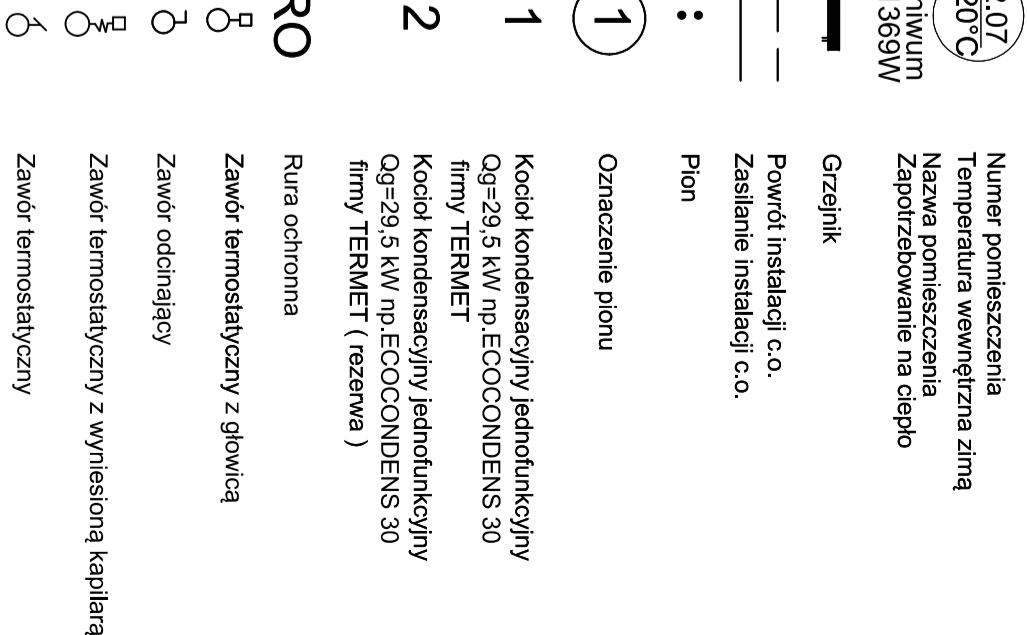 2.07
20°C
niwum
1369W
Numer pomieszczenia
Temperatura wewnętrzna zimą
Nazwa pomieszczenia
Zapotrzebowanie na ciepło
Grzejnik
Powrót instalacji c.o.
Zasilanie instalacji c.o.
Pion
1
Oznaczenie pionu
1
Kocioł kondensacyjny jednofunkcyjny
Qg=29,5 kW np.ECOCONDENS 30
firmy TERMET
2
Kocioł kondensacyjny jednofunkcyjny
Qg=29,5 kW np.ECOCONDENS 30
firmy TERMET ( rezerwa )
RO
Rura ochronna
Zawór termostatyczny z głowicą
Zawór odcinający
Zawór termostatyczny z wyniesioną kapilarą
Zawór termostatyczny